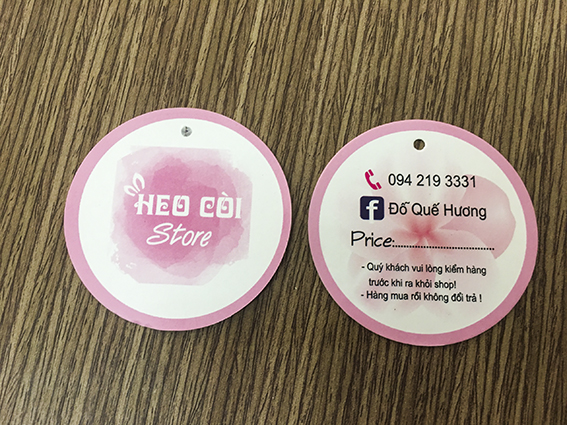 HEO CÒI
Store
094 219 3331
f Đỗ Quế Hương
Price:..............................
- Quý khách vui lòng kiểm hàng
trước khi ra khỏi shop!
- Hàng mua rồi không đổi trả !